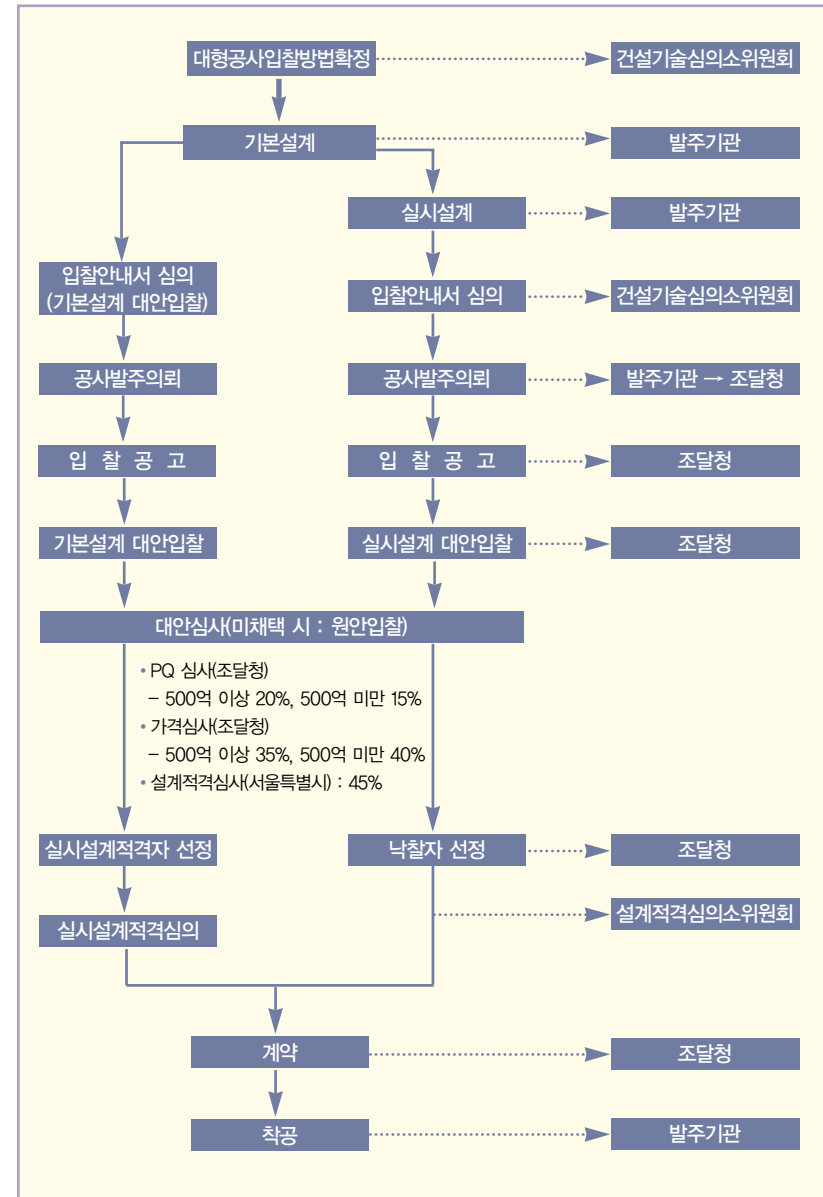 대형공사입찰방법확정
건설기술심의소위원회
기본설계
발주기관
실시설계
발주기관
입찰안내서 심의
(기본설계 대안입찰)
입찰안내서 심의
건설기술심의소위원회
공사발주의뢰
공사발주의뢰
발주기관 → 조달청
입 찰 공 고
입 찰 공 고
조달청
기본설계 대안입찰
실시설계 대안입찰
조달청
대안심사(미채택 시 : 원안입찰)
• PQ 심사(조달청)
– 500억 이상 20%, 500억 미만 15%
• 가격심사(조달청)
– 500억 이상 35%, 500억 미만 40%
• 설계적격심사(서울특별시) : 45%
실시설계적격자 선정
낙찰자 선정
조달청
실시설계적격심의
설계적격심의소위원회
계약
조달청
착공
발주기관